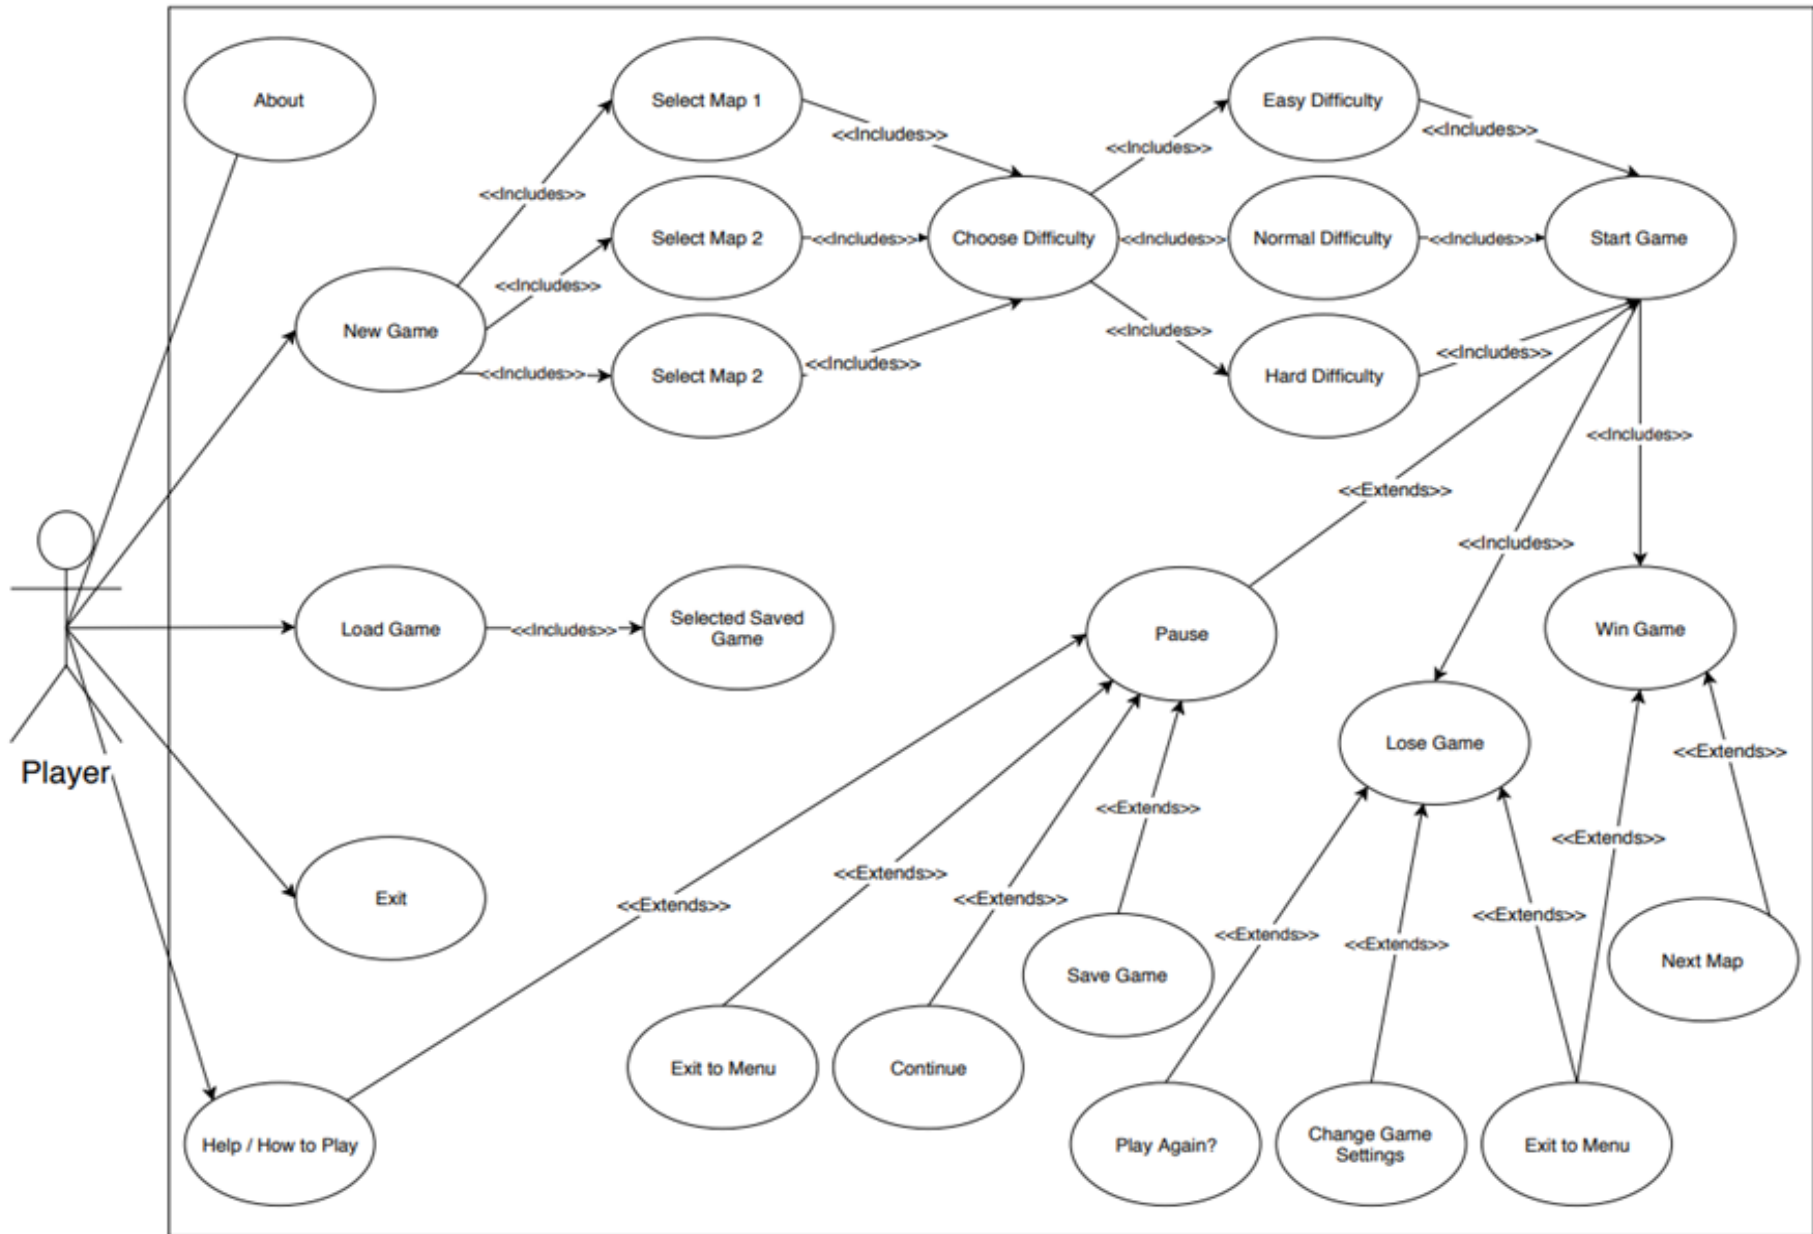 About
Select Map 1
Easy Difficulty
<<Includes>>
<<Includes>>
<<Includes>>
<<Includes>>
Select Map 2
<<Includes>>
Choose Difficulty
<<Includes>>
Normal Difficulty
<<Includes>>
Start Game
<<Includes>>
New Game
<<Includes>>
<<Includes>>
Select Map 2
<<Includes>>
Hard Difficulty
<<Includes>>
<<Includes>>
<<Extends>>
<<Includes>>
Load Game
<<Includes>>
Selected Saved
Game
Pause
Win Game
Lose Game
Player
<<Extends>>
<<Extends>>
<<Extends>>
<<Extends>>
Exit
<<Extends>>
<<Extends>>
<<Extends>>
<<Extends>>
<<Extends>>
<<Extends>>
Next Map
Save Game
Exit to Menu
Continue
Help / How to Play
Play Again?
Change Game
Settings
Exit to Menu